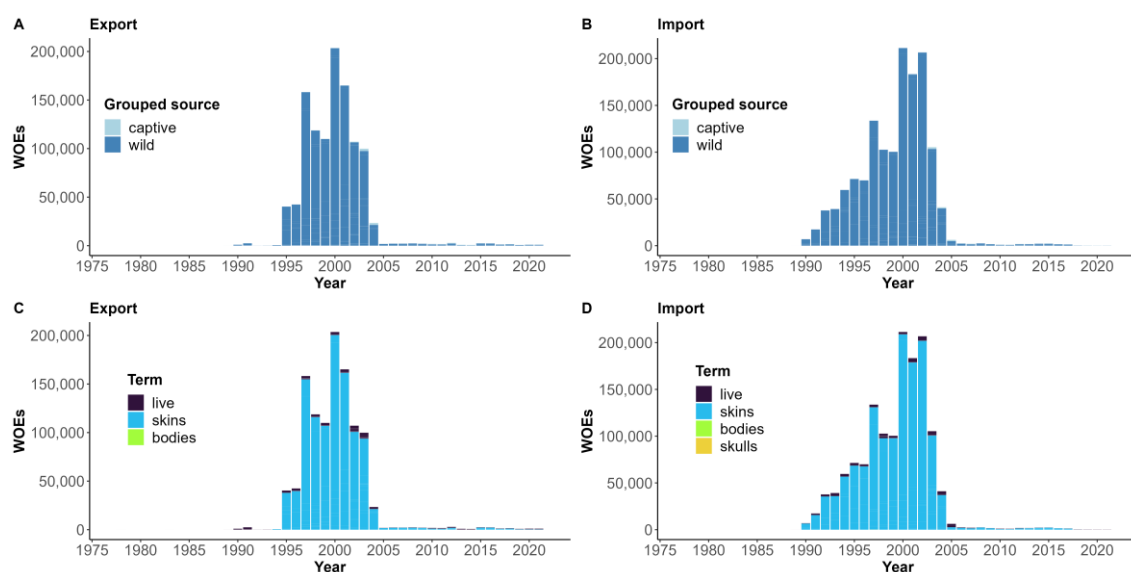 A Export
200,000
150,000
100,000
50,000
0
WOEs
Grouped source
captive
wild
1975 1980 1985 1990 1995 2000 2005 2010 2015 2020
Year
B Import
200,000
150,000
100,000
50,000
0
WOEs
Grouped source
captive
wild
1975 1980 1985 1990 1995 2000 2005 2010 2015 2020
Year
C Export
200,000
150,000
100,000
50,000
0
WOEs
Term
live
skins
bodies
1975 1980 1985 1990 1995 2000 2005 2010 2015 2020
Year
D Import
200,000
150,000
100,000
50,000
0
WOEs
Term
live
skins
bodies
skulls
1975 1980 1985 1990 1995 2000 2005 2010 2015 2020
Year